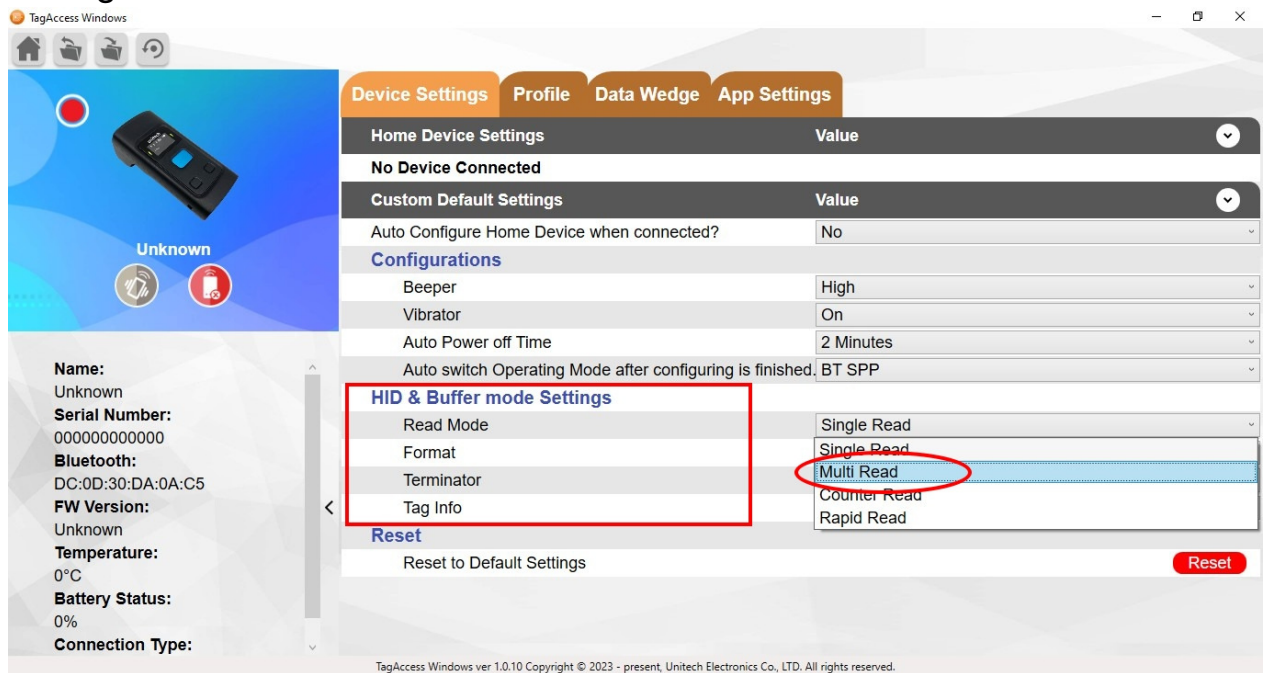 TagAccess Windows
Device Settings Profile Data Wedge App Settings
Home Device Settings Value
No Device Connected
Custom Default Settings Value
Auto Configure Home Device when connected? No
Configurations
Beeper High
Vibrator On
Auto Power off Time 2 Minutes
Auto switch Operating Mode after configuring is finished. BT SPP
HID & Buffer mode Settings
Read Mode Single Read
Format Single Read
Multi Read
Terminator
Counter Read
Tag Info
Rapid Read
Reset
Reset to Default Settings Reset
Unknown
Name:
Unknown
Serial Number:
000000000000
Bluetooth:
DC:0D:30:DA:0A:C5
FW Version:
Unknown
Temperature:
0°C
Battery Status:
0%
Connection Type:
TagAccess Windows ver 1.0.10 Copyright © 2023 - present, Unitech Electronics Co., LTD. All rights reserved.